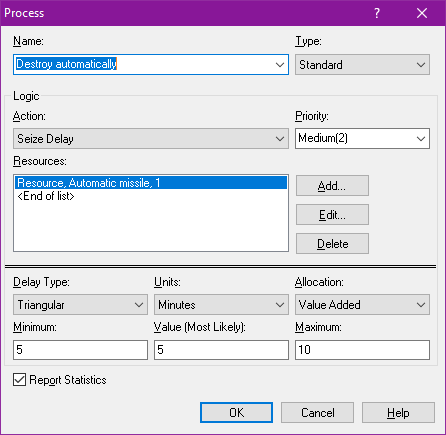 Process
? ×
Name: Type:
Destroy automatically Standard
Logic
Action: Priority:
Seize Delay Medium(2)
Resources:
Resource, Automatic missile, 1 Add...
<End of list>
Edit...
Delete
Delay Type: Units: Allocation:
Triangular Minutes Value Added
Minimum: Value (Most Likely): Maximum:
5 5 10
Report Statistics
OK Cancel Help